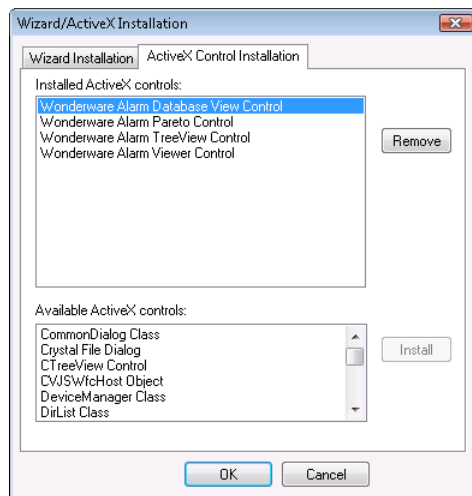 Wizard/ActiveX Installation
Wizard Installation
ActiveX Control Installation
Installed ActiveX controls:
Wonderware Alarm Database View Control
Wonderware Alarm Pareto Control
Wonderware Alarm TreeView Control
Wonderware Alarm Viewer Control
Remove
Available ActiveX controls:
CommonDialog Class
Crystal File Dialog
CTreeView Control
CVJSWfcHost Object
DeviceManager Class
DirList Class
Install
OK
Cancel